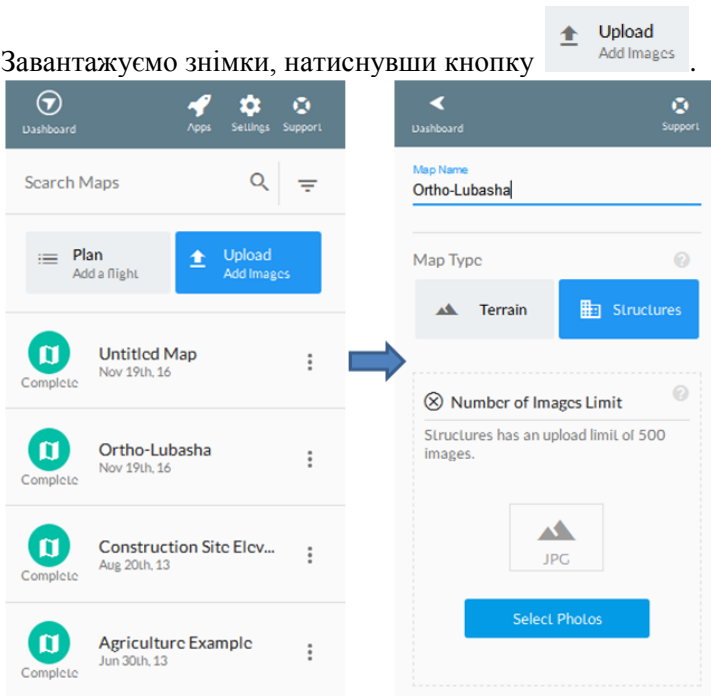 Upload
Add Images
Завантажуємо знімки, натиснувши кнопку .
Dashboard
Apps
Settings
Support
Search Maps
Plan
Add a flight
Upload
Add Images
Untitled Map
Nov 19th, 16
Complete
Ortho-Lubasha
Nov 19th, 16
Complete
Construction Site Elev...
Aug 20th, 13
Complete
Agriculture Example
Jun 30th, 13
Complete
Dashboard
Support
Map Name
Ortho-Lubasha
Map Type
?
Terrain
Structures
Number of Images Limit
?
Structures has an upload limit of 500
images.
JPG
Select Photos